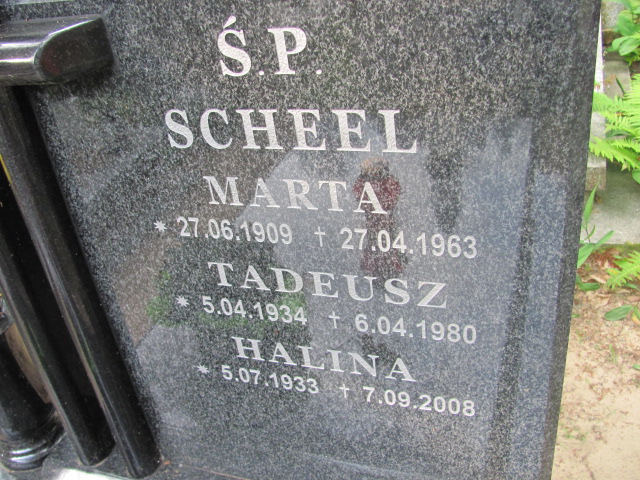 Ś.P.
SCHEEL
MARTA
* 27.06.1909 † 27.04.1963
TADEUSZ
* 5.04.1934 † 6.04.1980
HALINA
* 5.07.1933 † 7.09.2008